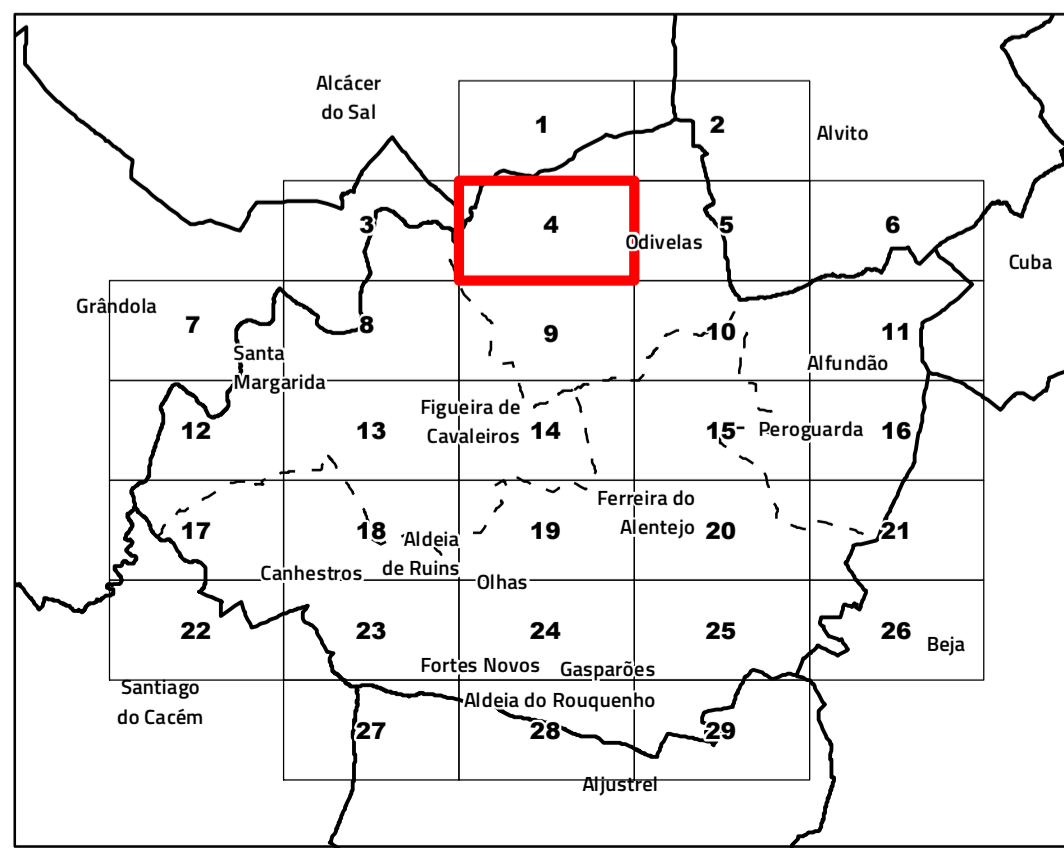 Alcácer
do Sal
1
2
Alvito
3
4
5
6
Odivelas
Cuba
Grândola
7
8
9
10
11
Santa
Margarida
Alfundão
Figueira de
Cavaleiros
12
13
14
15
Peroguarda
16
Ferreira do
Alentejo
17
18
Aldeia
de Ruins
19
20
21
Canhestros
Olhas
22
23
24
25
26
Beja
Fortes Novos
Gasparões
Santiago
do Cacém
Aldeia do Rouquenho
27
28
29
Aljustrel